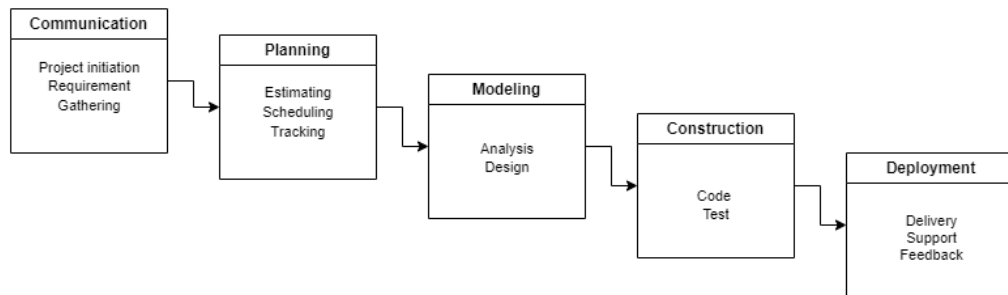 Communication
Project initiation
Requirement
Gathering
Planning
Estimating
Scheduling
Tracking
Modeling
Analysis
Design
Construction
Code
Test
Deployment
Delivery
Support
Feedback